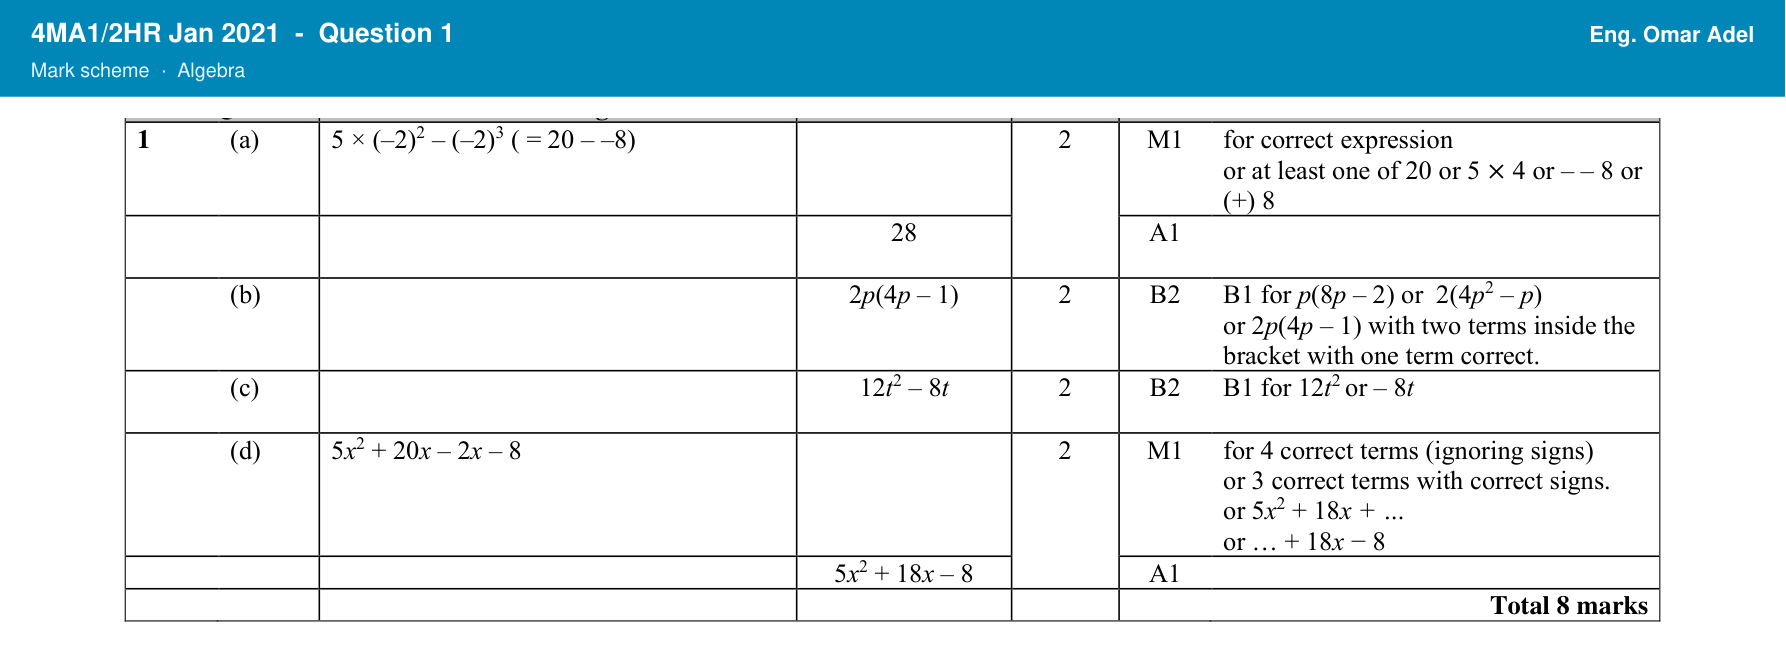 4MA1/2HR Jan 2021 - Question 1
Eng. Omar Adel
Mark scheme · Algebra
1 (a) 5 × (–2)² – (–2)³ ( = 20 – –8) 2 M1 for correct expression
or at least one of 20 or 5 × 4 or – – 8 or
(+) 8
28 A1
(b) 2p(4p – 1) 2 B2 B1 for p(8p – 2) or 2(4p² – p)
or 2p(4p – 1) with two terms inside the
bracket with one term correct.
(c) 12t² – 8t 2 B2 B1 for 12t² or – 8t
(d) 5x² + 20x – 2x – 8 2 M1 for 4 correct terms (ignoring signs)
or 3 correct terms with correct signs.
or 5x² + 18x + ...
or … + 18x − 8
5x² + 18x – 8 A1
Total 8 marks